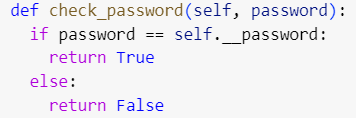 def check_password(self, password):
  if password == self.__password:
    return True
  else:
    return False